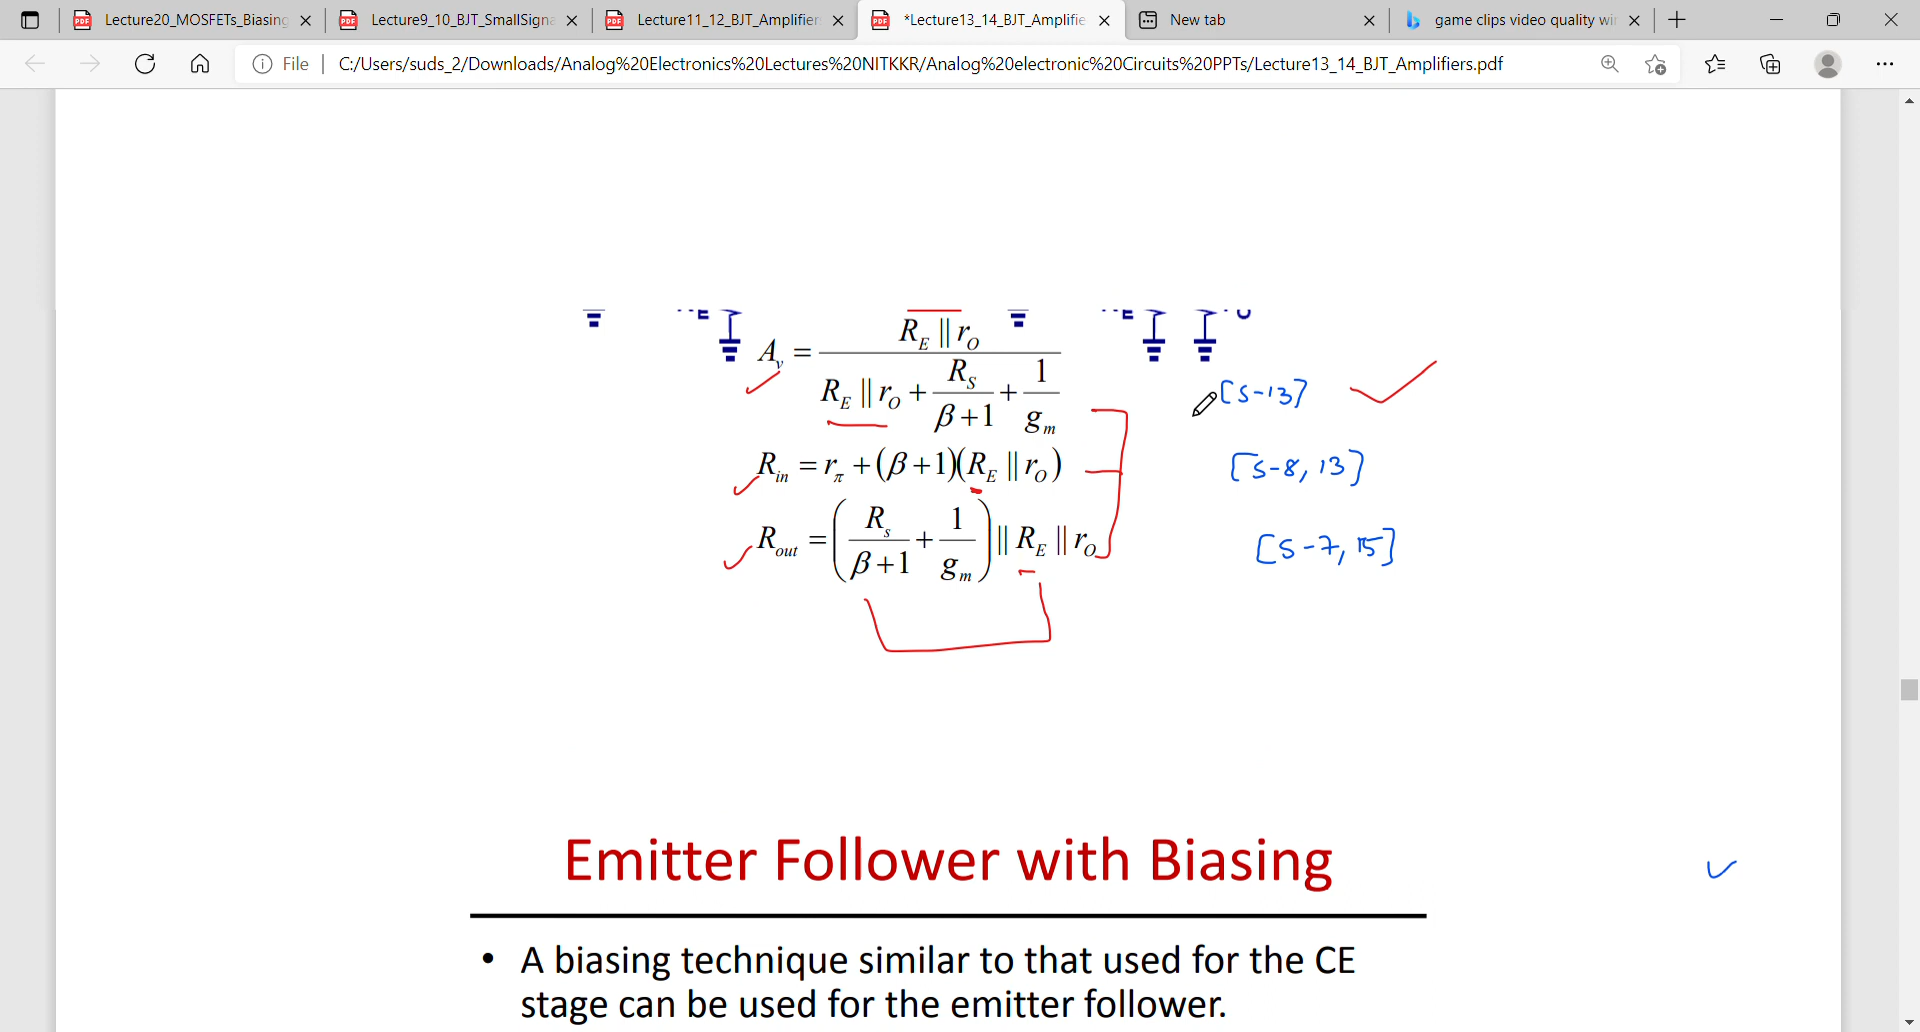 Lecture20_MOSFETs_Biasing
Lecture9_10_BJT_SmallSigna
Lecture11_12_BJT_Amplifier
*Lecture13_14_BJT_Amplifie
New tab
game clips video quality win
File
C:/Users/suds_2/Downloads/Analog%20Electronics%20Lectures%20NITKKR/Analog%20electronic%20Circuits%20PPTs/Lecture13_14_BJT_Amplifiers.pdf
A_v = (R_E || r_O) / (R_E || r_O + R_S/(β+1) + 1/g_m) [S-13]
R_in = r_π + (β+1)(R_E || r_O) [S-8, 13]
R_out = (R_s/(β+1) + 1/g_m) || R_E || r_O [S-7, 15]
Emitter Follower with Biasing
• A biasing technique similar to that used for the CE
stage can be used for the emitter follower.